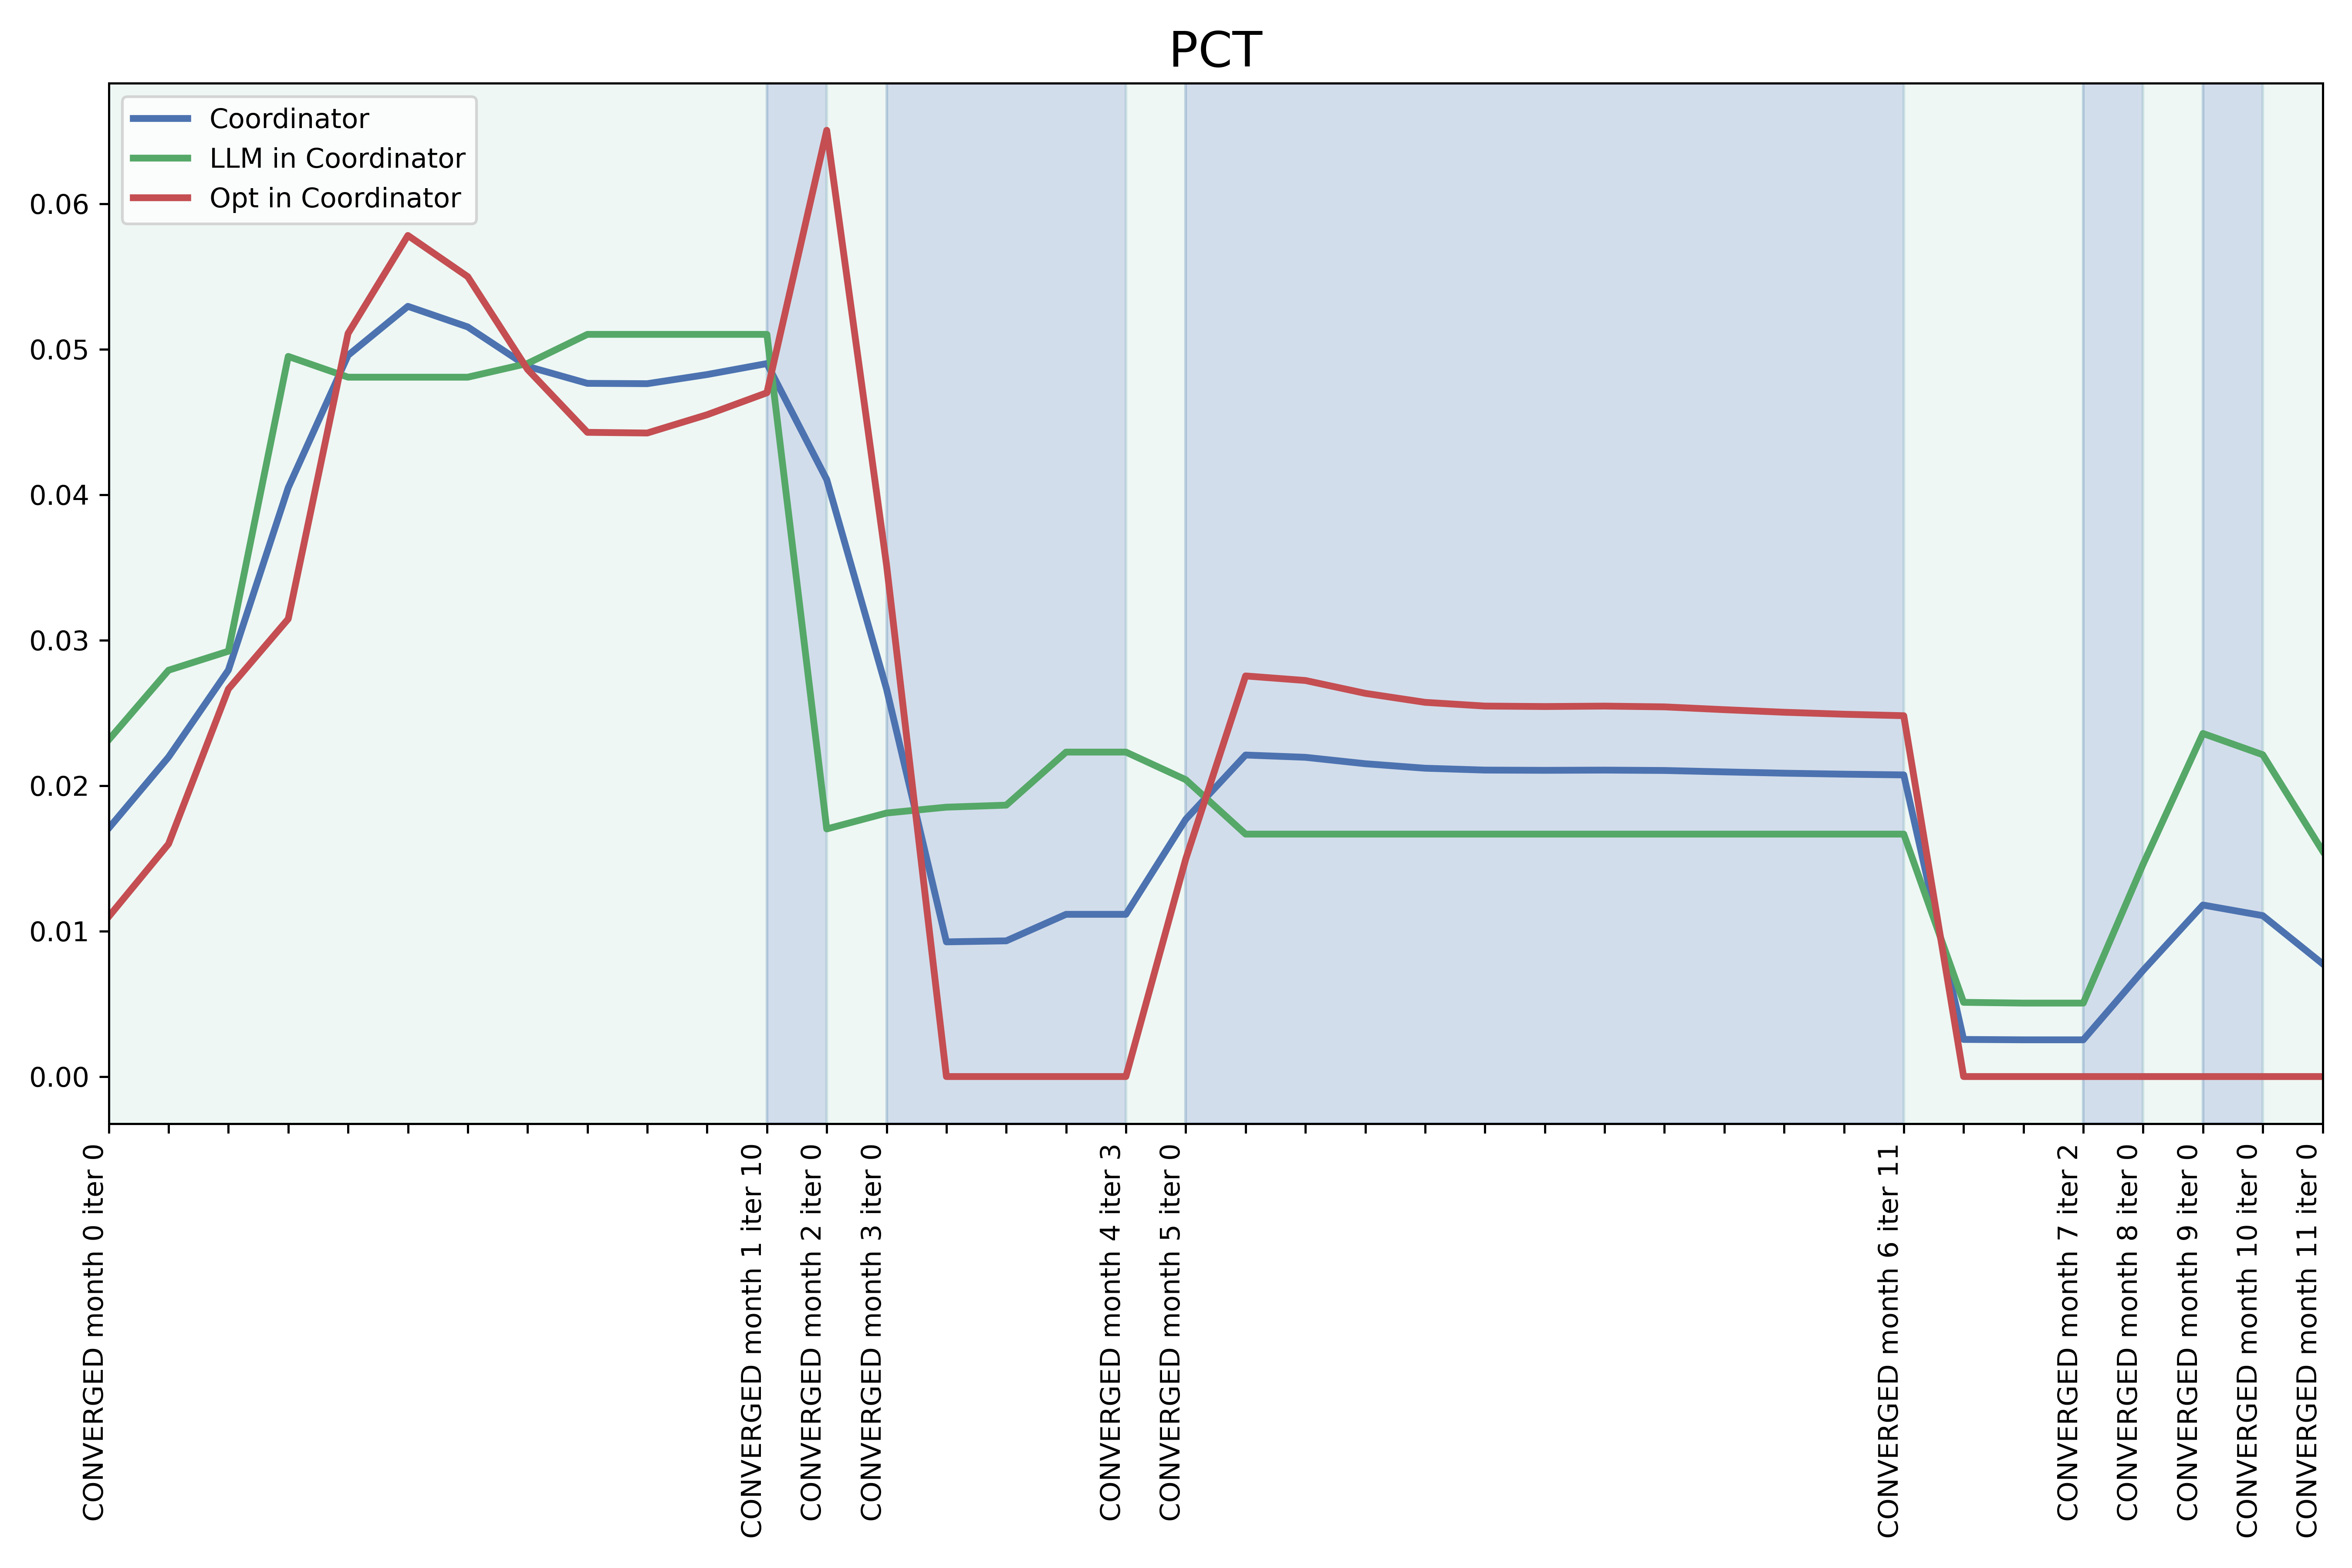 PCT
Coordinator
LLM in Coordinator
Opt in Coordinator
0.06
0.05
0.04
0.03
0.02
0.01
0.00
CONVERGED month 0 iter 0
CONVERGED month 1 iter 10
CONVERGED month 2 iter 0
CONVERGED month 3 iter 0
CONVERGED month 4 iter 3
CONVERGED month 5 iter 0
CONVERGED month 6 iter 11
CONVERGED month 7 iter 2
CONVERGED month 8 iter 0
CONVERGED month 9 iter 0
CONVERGED month 10 iter 0
CONVERGED month 11 iter 0